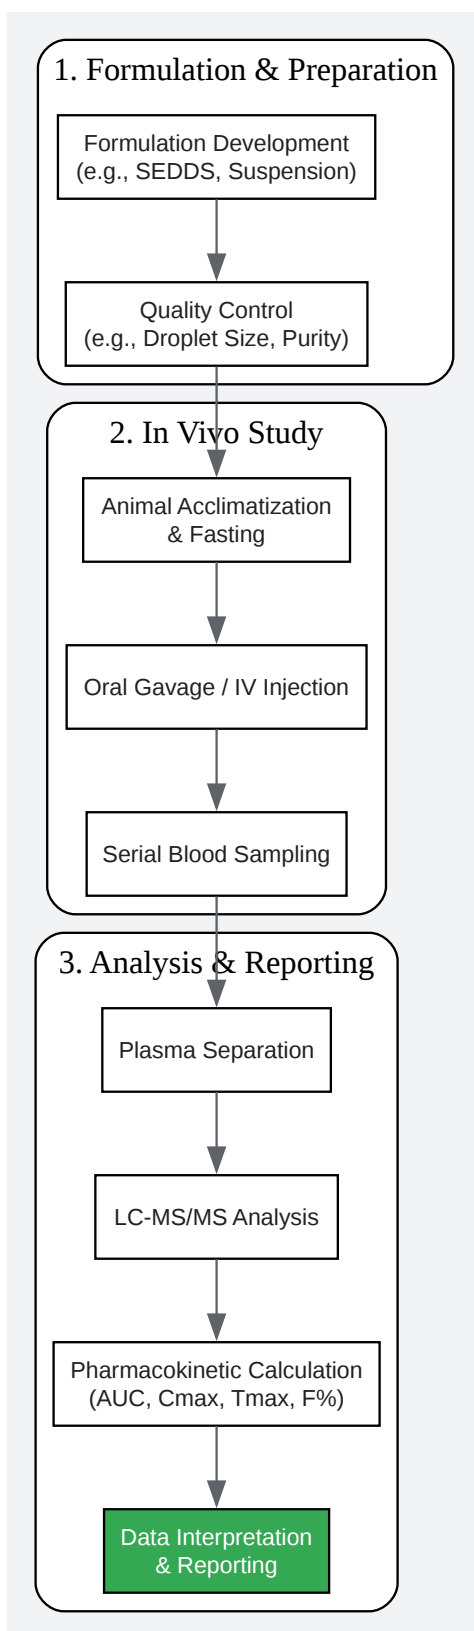 1. Formulation & Preparation
Formulation Development
(e.g., SEDDS, Suspension)
Quality Control
(e.g., Droplet Size, Purity)
2. In Vivo Study
Animal Acclimatization
& Fasting
Oral Gavage / IV Injection
Serial Blood Sampling
3. Analysis & Reporting
Plasma Separation
LC-MS/MS Analysis
Pharmacokinetic Calculation
(AUC, Cmax, Tmax, F%)
Data Interpretation
& Reporting